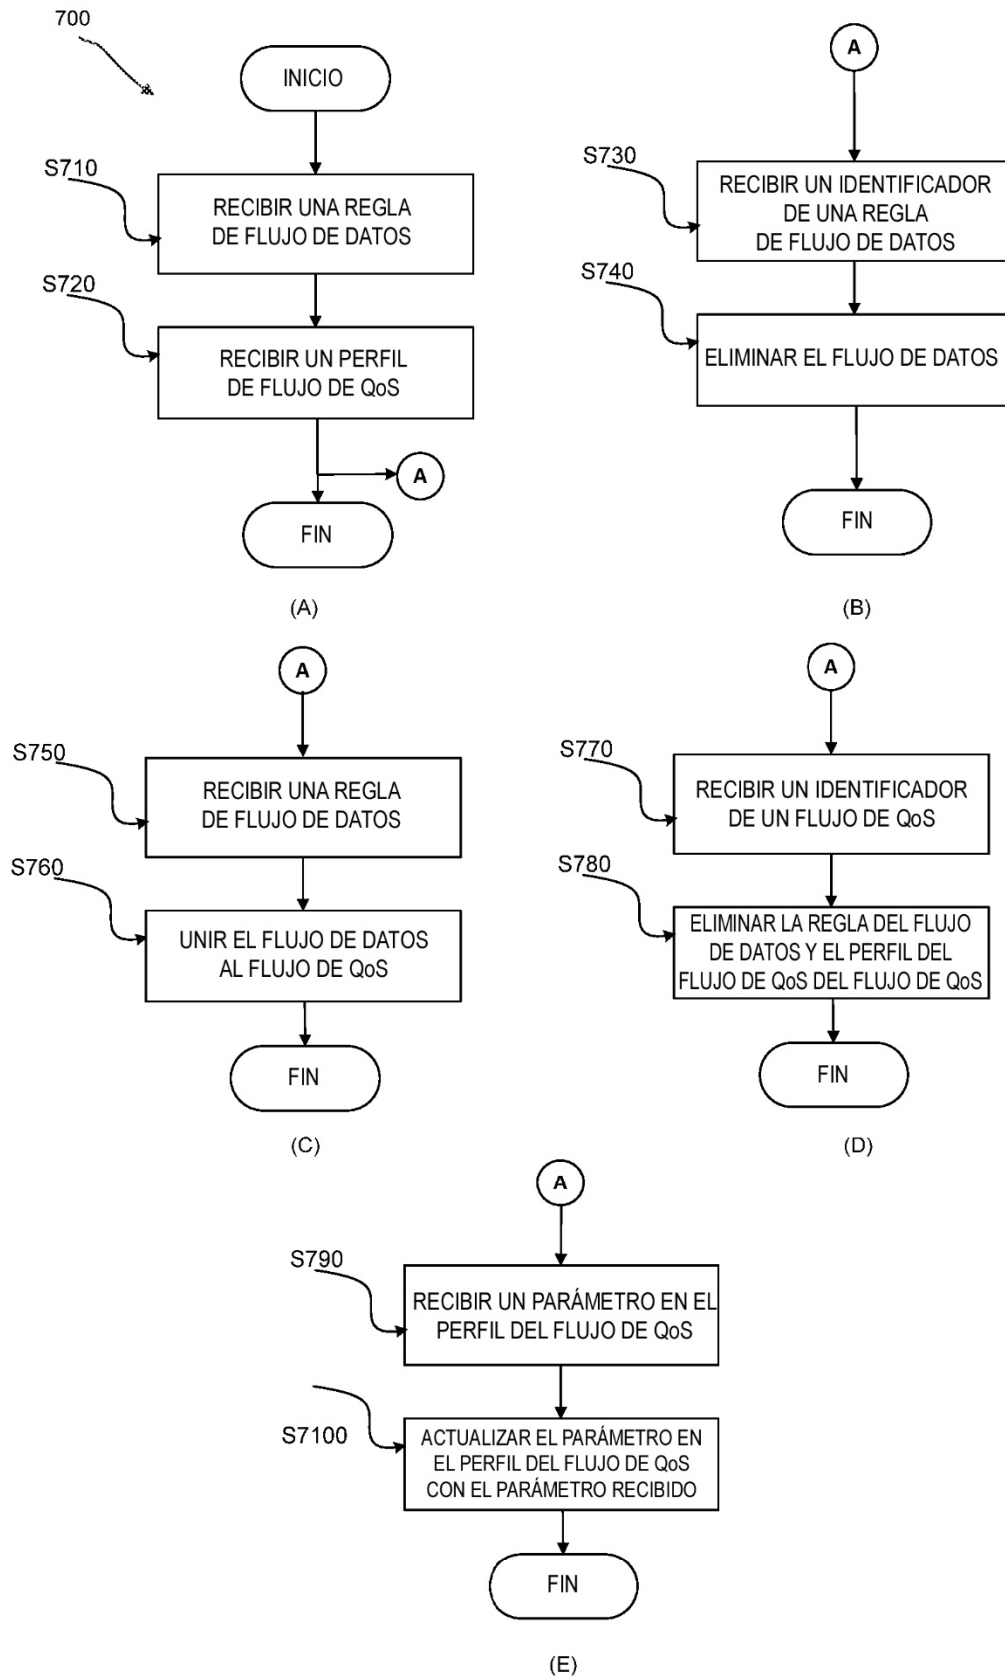 700
INICIO
S710
RECIBIR UNA REGLA
DE FLUJO DE DATOS
S720
RECIBIR UN PERFIL
DE FLUJO DE QoS
A
FIN
(A)
A
S730
RECIBIR UN IDENTIFICADOR
DE UNA REGLA
DE FLUJO DE DATOS
S740
ELIMINAR EL FLUJO DE DATOS
FIN
(B)
A
S750
RECIBIR UNA REGLA
DE FLUJO DE DATOS
S760
UNIR EL FLUJO DE DATOS
AL FLUJO DE QoS
FIN
(C)
A
S770
RECIBIR UN IDENTIFICADOR
DE UN FLUJO DE QoS
S780
ELIMINAR LA REGLA DEL FLUJO
DE DATOS Y EL PERFIL DEL
FLUJO DE QoS DEL FLUJO DE QoS
FIN
(D)
A
S790
RECIBIR UN PARÁMETRO EN EL
PERFIL DEL FLUJO DE QoS
S7100
ACTUALIZAR EL PARÁMETRO EN
EL PERFIL DEL FLUJO DE QoS
CON EL PARÁMETRO RECIBIDO
FIN
(E)